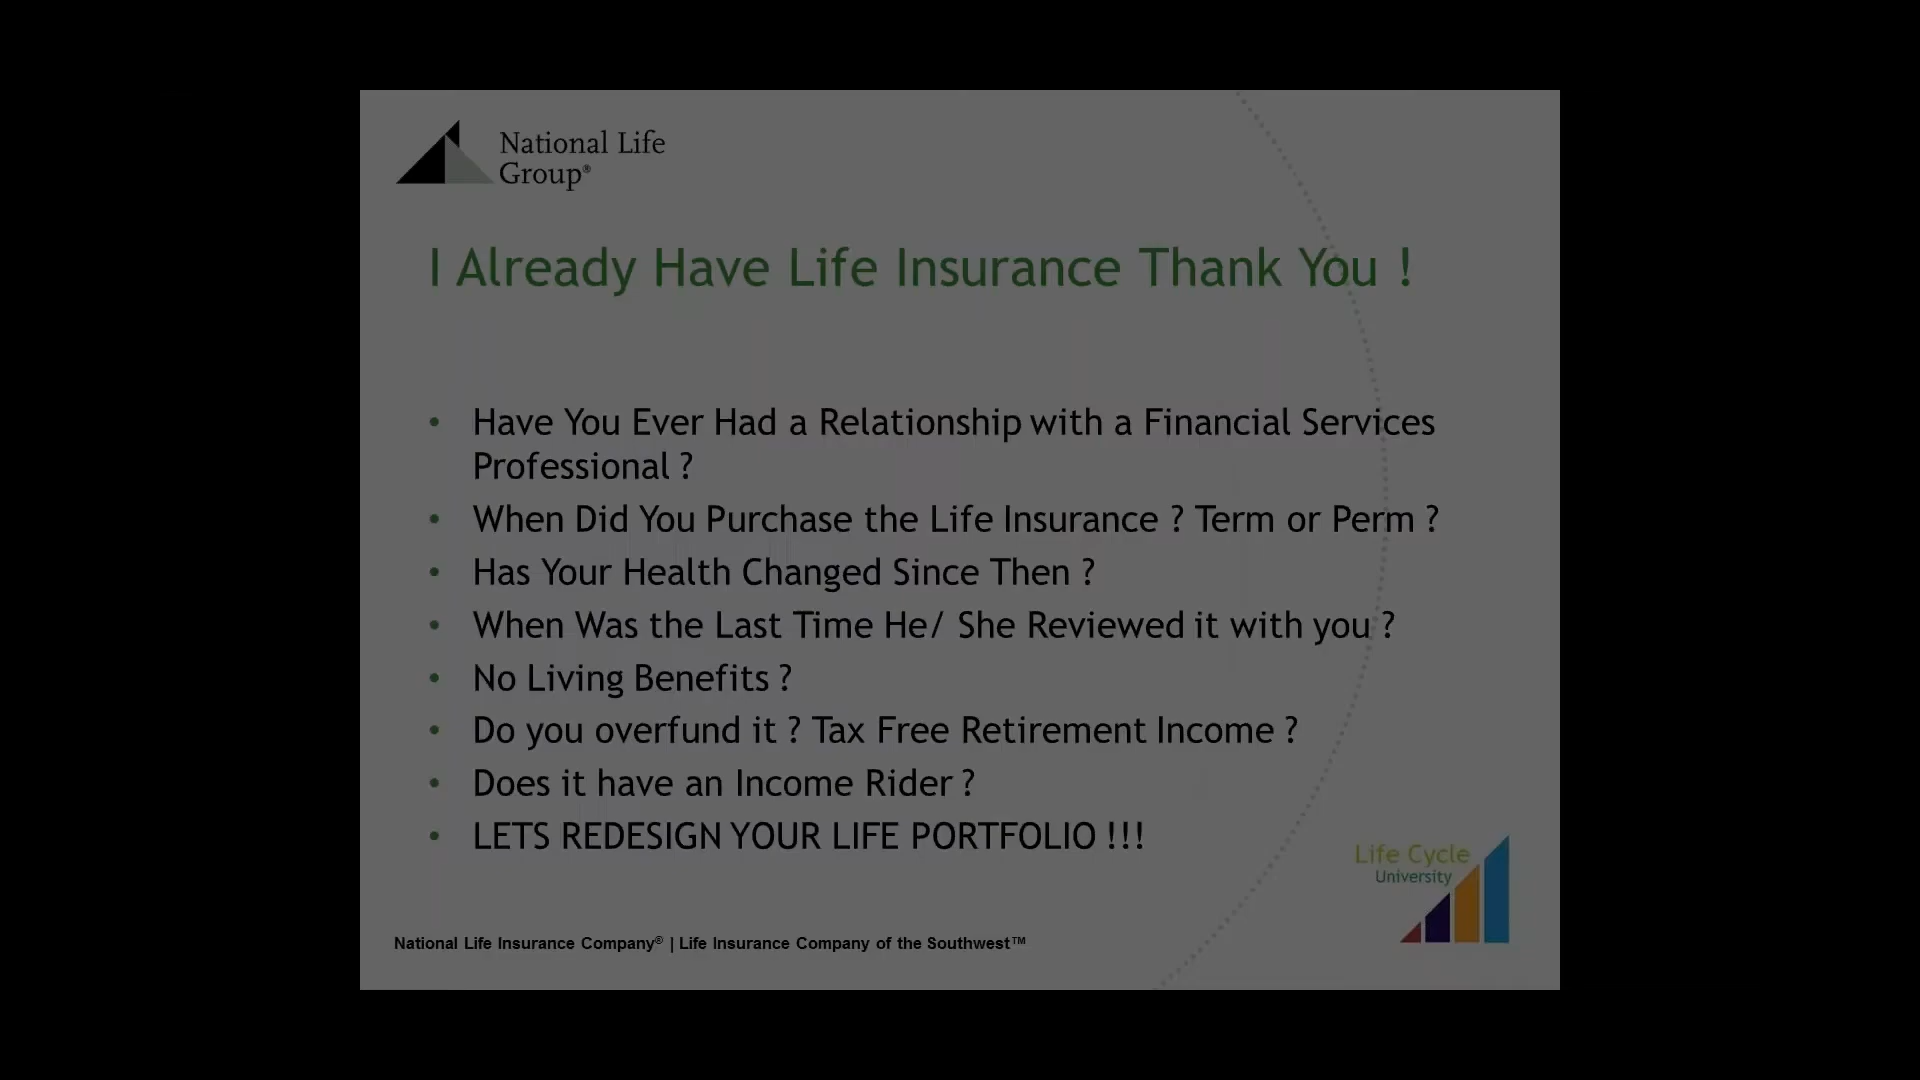 National Life
Group®
I Already Have Life Insurance Thank You !
• Have You Ever Had a Relationship with a Financial Services
Professional ?
• When Did You Purchase the Life Insurance ? Term or Perm ?
• Has Your Health Changed Since Then ?
• When Was the Last Time He/ She Reviewed it with you ?
• No Living Benefits ?
• Do you overfund it ? Tax Free Retirement Income ?
• Does it have an Income Rider ?
• LETS REDESIGN YOUR LIFE PORTFOLIO !!!
Life Cycle
University
National Life Insurance Company® | Life Insurance Company of the Southwest™